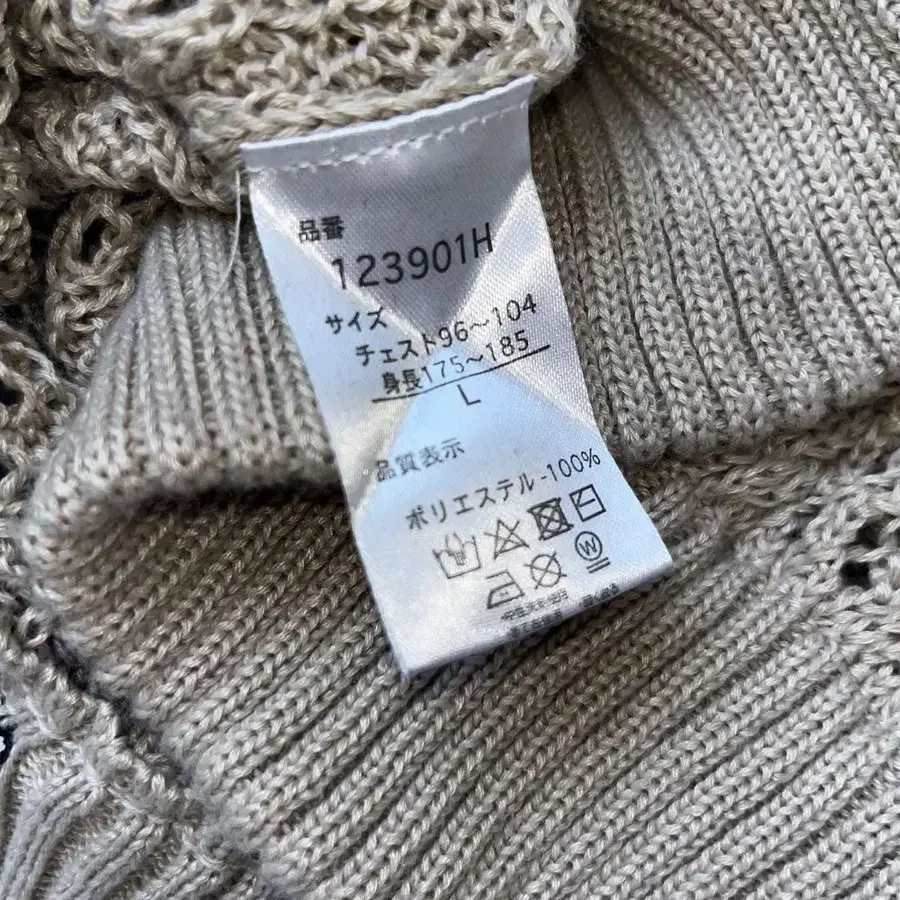 品番
123901H
サイズ
チェスト96～104
身長175～185
L
品質表示
ポリエステル-100%
W